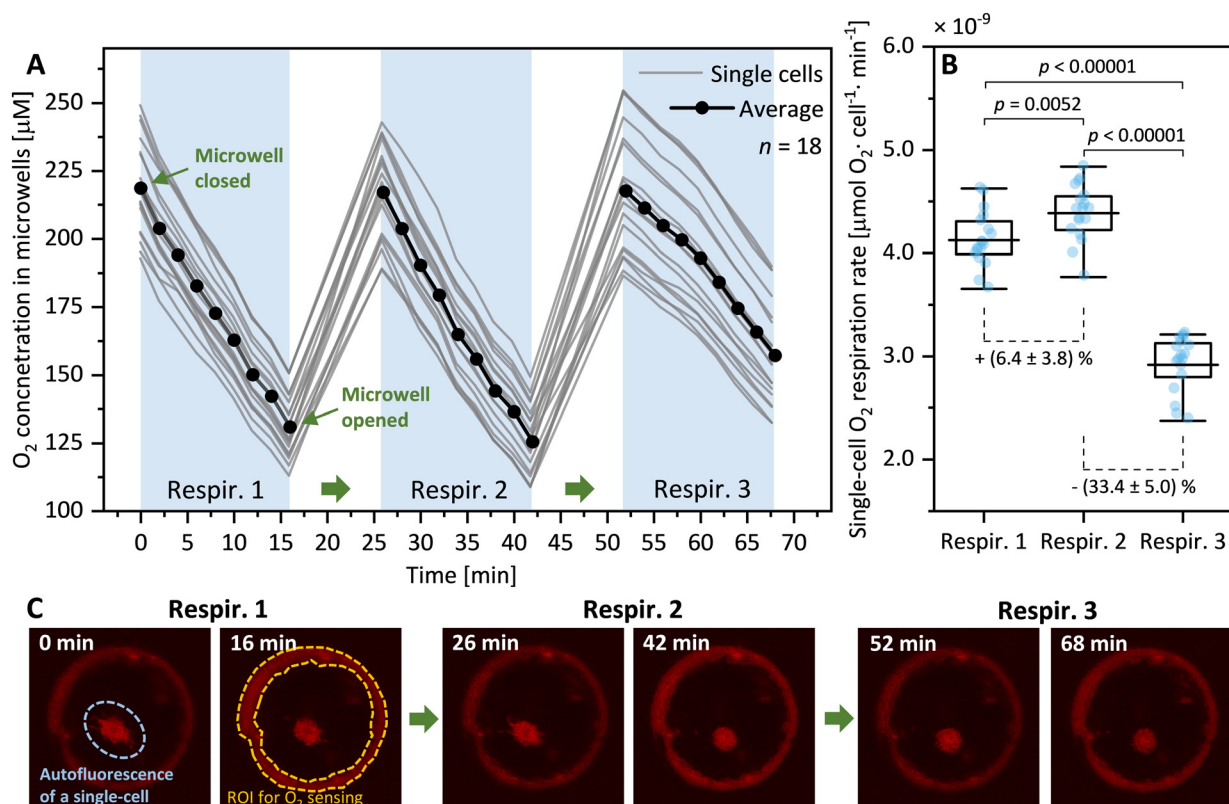 A
O₂ concnetration in microwells [µM]
250
225
200
175
150
125
100
Microwell
closed
Microwell
opened
Single cells
Average
n = 18
Respir. 1
Respir. 2
Respir. 3
0 5 10 15 20 25 30 35 40 45 50 55 60 65 70
Time [min]
B
× 10⁻⁹
Single-cell O₂ respiration rate [µmol O₂· cell⁻¹· min⁻¹]
6.0
5.0
4.0
3.0
2.0
p < 0.00001
p = 0.0052
p < 0.00001
+ (6.4 ± 3.8) %
- (33.4 ± 5.0) %
Respir. 1 Respir. 2 Respir. 3
C
Respir. 1
Respir. 2
Respir. 3
0 min
16 min
26 min
42 min
52 min
68 min
Autofluorescence
of a single-cell
ROI for O₂ sensing